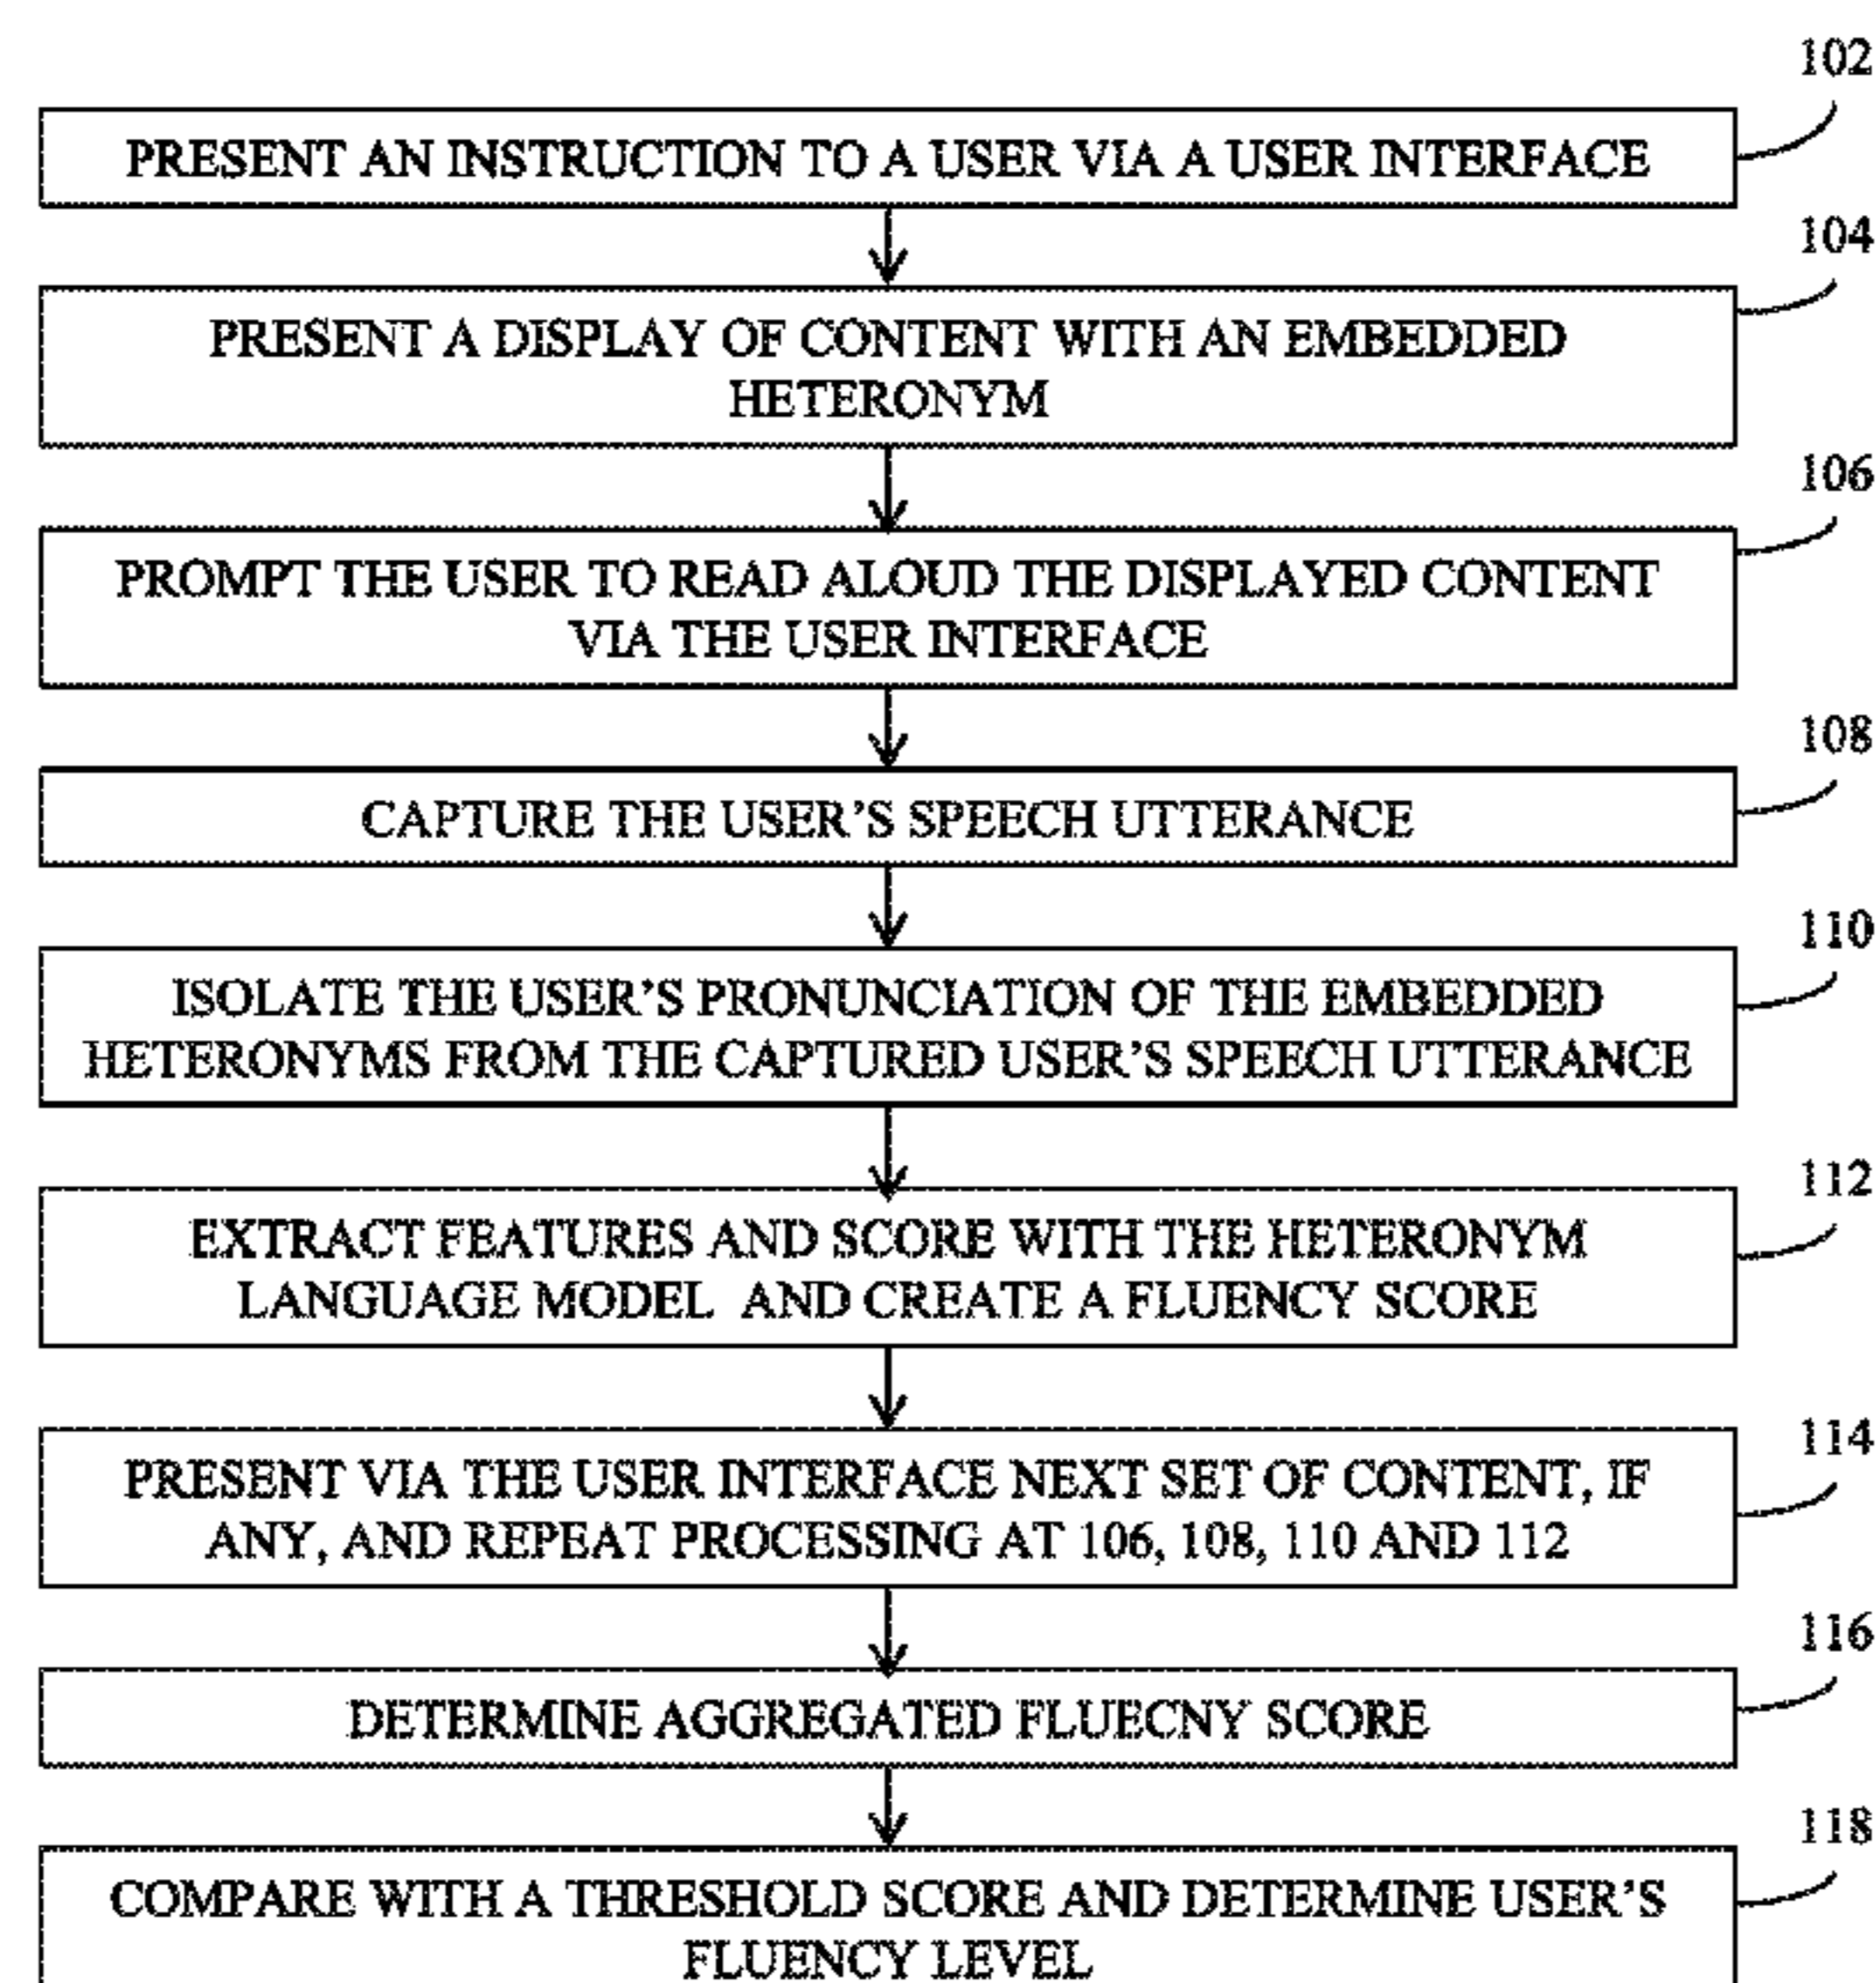 102
PRESENT AN INSTRUCTION TO A USER VIA A USER INTERFACE
104
PRESENT A DISPLAY OF CONTENT WITH AN EMBEDDED
HETERONYM
106
PROMPT THE USER TO READ ALOUD THE DISPLAYED CONTENT
VIA THE USER INTERFACE
108
CAPTURE THE USER'S SPEECH UTTERANCE
110
ISOLATE THE USER'S PRONUNCIATION OF THE EMBEDDED
HETERONYMS FROM THE CAPTURED USER'S SPEECH UTTERANCE
112
EXTRACT FEATURES AND SCORE WITH THE HETERONYM
LANGUAGE MODEL AND CREATE A FLUENCY SCORE
114
PRESENT VIA THE USER INTERFACE NEXT SET OF CONTENT, IF
ANY, AND REPEAT PROCESSING AT 106, 108, 110 AND 112
116
DETERMINE AGGREGATED FLUECNY SCORE
118
COMPARE WITH A THRESHOLD SCORE AND DETERMINE USER'S
FLUENCY LEVEL